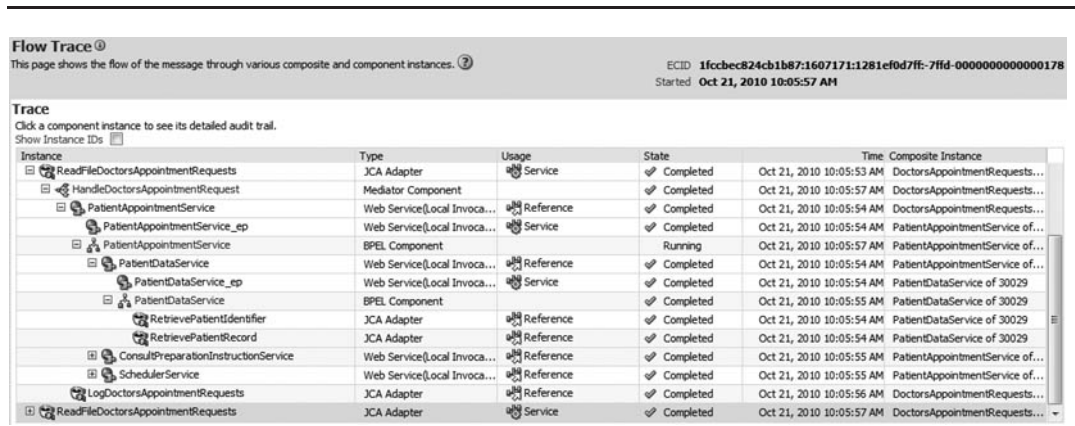 Flow Trace
This page shows the flow of the message through various composite and component instances.
ECID 1fccbec824cb1b87:1607171:1281ef0d7ff:-7ffd-0000000000000178
Started Oct 21, 2010 10:05:57 AM
Trace
Click a component instance to see its detailed audit trail.
Show Instance IDs
Instance Type Usage State Time Composite Instance
ReadFileDoctorsAppointmentRequests JCA Adapter Service Completed Oct 21, 2010 10:05:53 AM DoctorsAppointmentRequests...
HandleDoctorsAppointmentRequest Mediator Component Completed Oct 21, 2010 10:05:57 AM DoctorsAppointmentRequests...
PatientAppointmentService Web Service(Local Invoca... Reference Completed Oct 21, 2010 10:05:54 AM DoctorsAppointmentRequests...
PatientAppointmentService_ep Web Service(Local Invoca... Service Completed Oct 21, 2010 10:05:54 AM PatientAppointmentService of...
PatientAppointmentService BPEL Component Running Oct 21, 2010 10:05:57 AM PatientAppointmentService of...
PatientDataService Web Service(Local Invoca... Reference Completed Oct 21, 2010 10:05:54 AM PatientAppointmentService of...
PatientDataService_ep Web Service(Local Invoca... Service Completed Oct 21, 2010 10:05:54 AM PatientDataService of 30029
PatientDataService BPEL Component Completed Oct 21, 2010 10:05:55 AM PatientDataService of 30029
RetrievePatientIdentifier JCA Adapter Reference Completed Oct 21, 2010 10:05:54 AM PatientDataService of 30029
RetrievePatientRecord JCA Adapter Reference Completed Oct 21, 2010 10:05:54 AM PatientDataService of 30029
ConsultPreparationInstructionService Web Service(Local Invoca... Reference Completed Oct 21, 2010 10:05:55 AM PatientAppointmentService of...
SchedulerService Web Service(Local Invoca... Reference Completed Oct 21, 2010 10:05:55 AM PatientAppointmentService of...
LogDoctorsAppointmentRequests JCA Adapter Reference Completed Oct 21, 2010 10:05:56 AM DoctorsAppointmentRequests...
ReadFileDoctorsAppointmentRequests JCA Adapter Service Completed Oct 21, 2010 10:05:57 AM DoctorsAppointmentRequests...